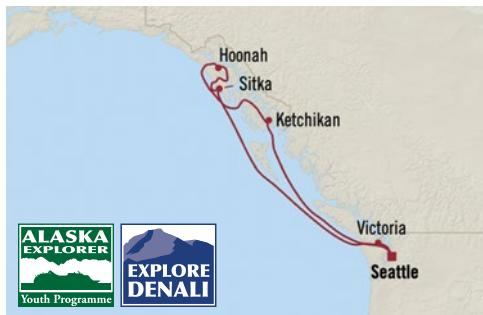 Hoonah
Sitka
Ketchikan
Victoria
Seattle
ALASKA
EXPLORER
Youth Programme
EXPLORE
DENALI